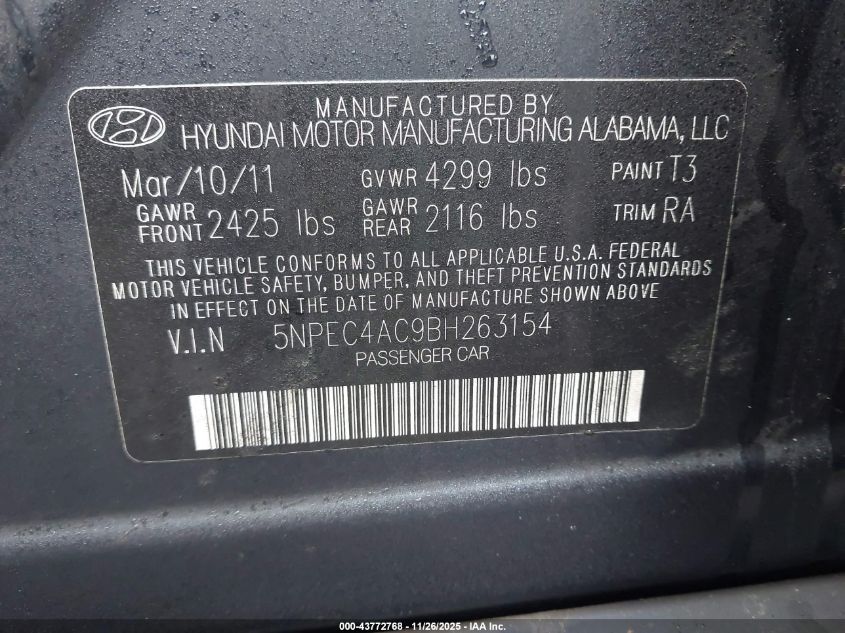 MANUFACTURED BY
HYUNDAI MOTOR MANUFACTURING ALABAMA, LLC
Mar/10/11 GVWR 4299 lbs PAINT T3
GAWR FRONT 2425 lbs GAWR REAR 2116 lbs TRIM RA
THIS VEHICLE CONFORMS TO ALL APPLICABLE U.S.A. FEDERAL
MOTOR VEHICLE SAFETY, BUMPER, AND THEFT PREVENTION STANDARDS
IN EFFECT ON THE DATE OF MANUFACTURE SHOWN ABOVE
V.I.N 5NPEC4AC9BH263154
PASSENGER CAR
000-43772768 - 11/26/2025 - IAA Inc.